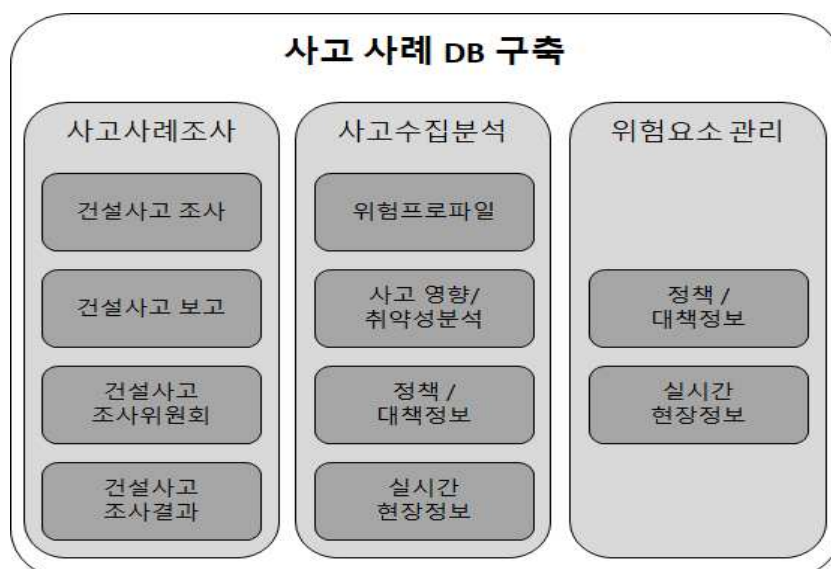 사고 사례 DB 구축
사고사례조사
건설사고 조사
건설사고 보고
건설사고
조사위원회
건설사고
조사결과
사고수집분석
위험프로파일
사고 영향/
취약성분석
정책 /
대책정보
실시간
현장정보
위험요소 관리
정책 /
대책정보
실시간
현장정보